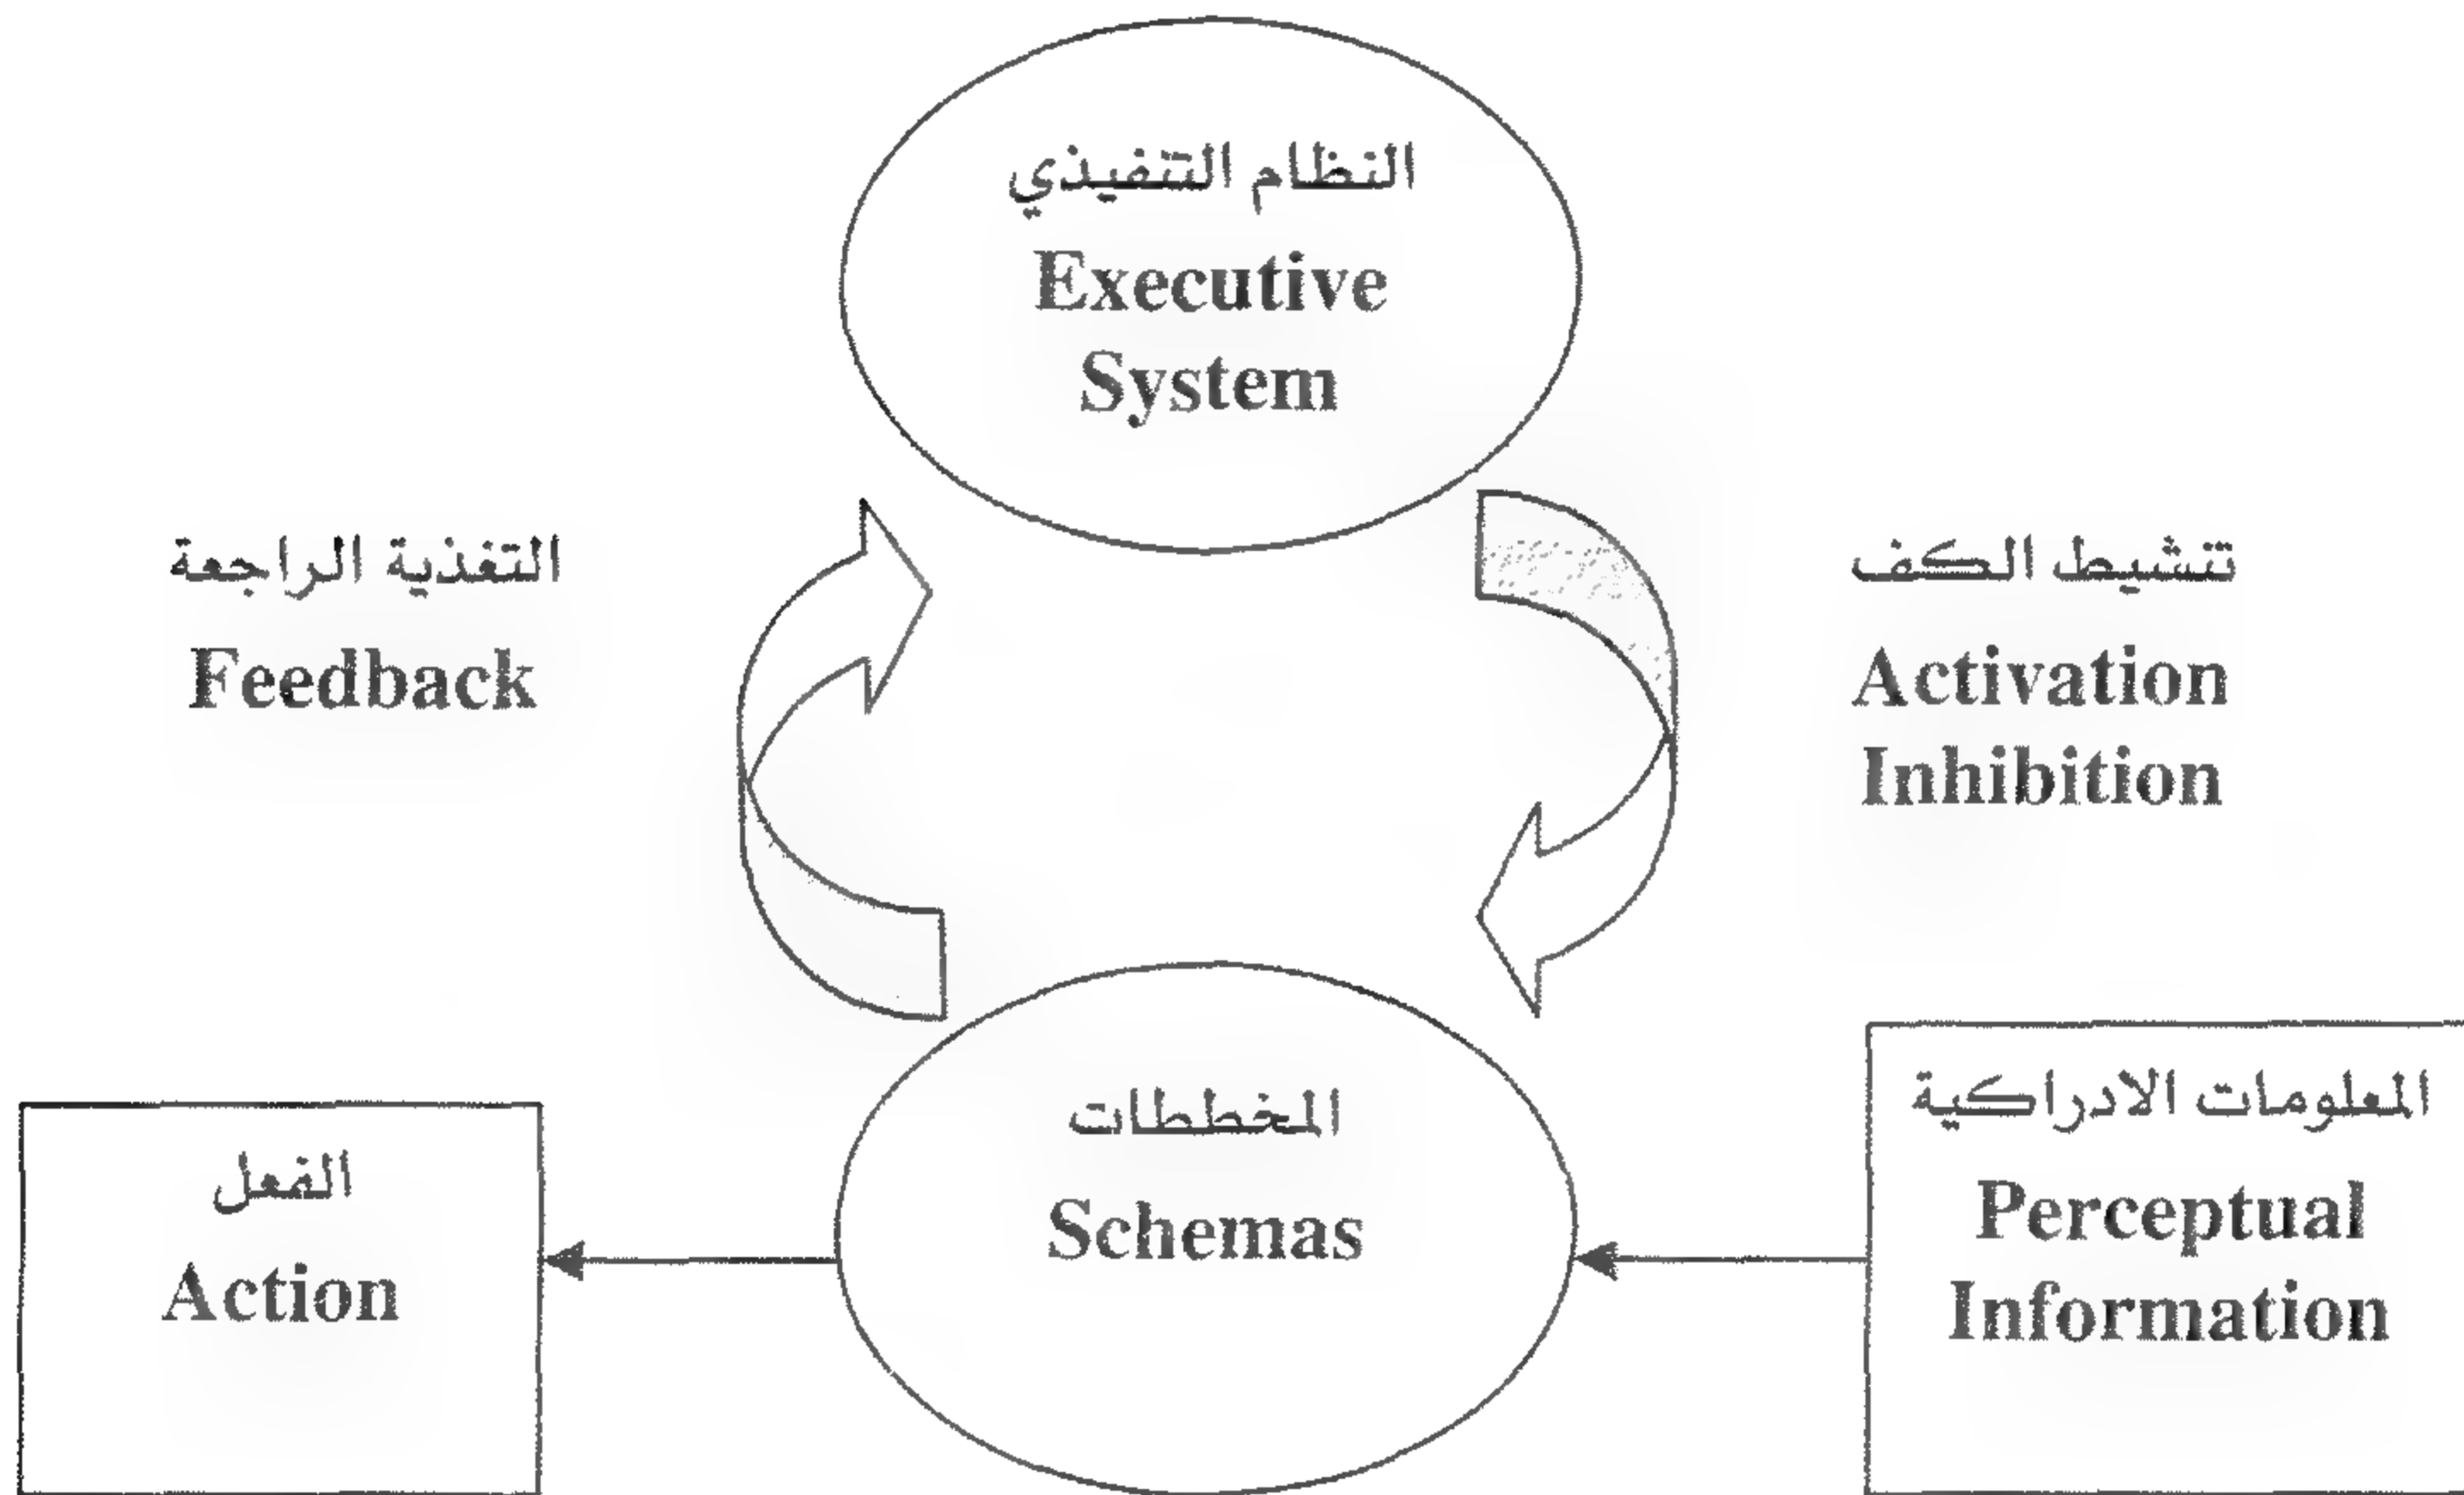 النظام التنفيذي
Executive
System
التغذية الراجعة
Feedback
تنشيط الكف
Activation
Inhibition
المخططات
Schemas
المعلومات الادراكية
Perceptual
Information
الفعل
Action